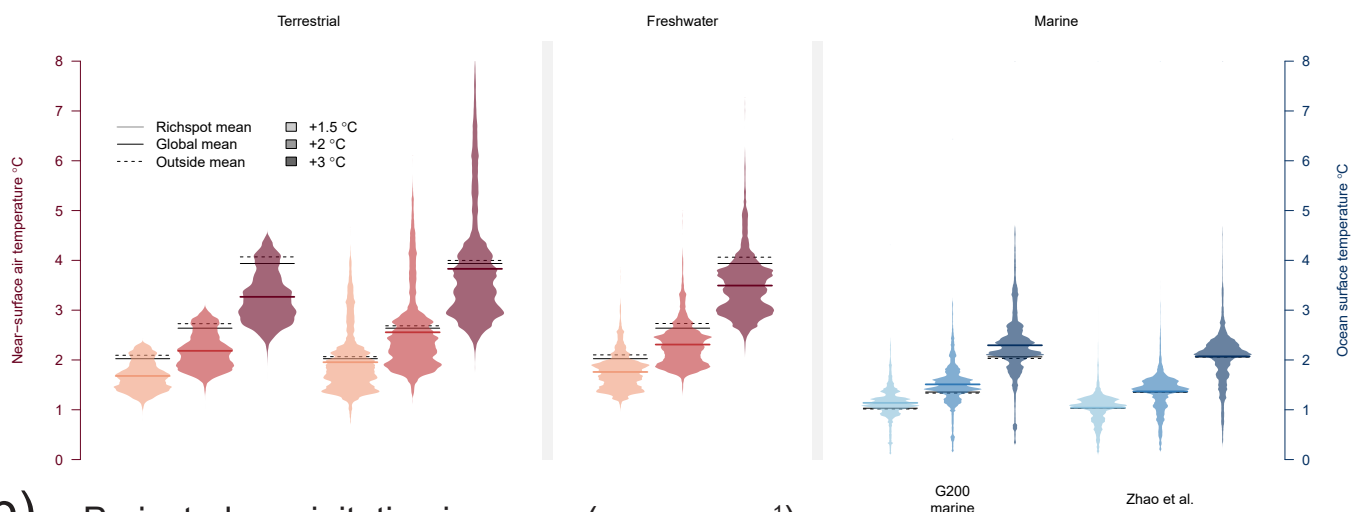 Terrestrial
Freshwater
Marine
8
7
6
5
4
3
2
1
0
Near−surface air temperature °C
Richspot mean
Global mean
Outside mean
+1.5 °C
+2 °C
+3 °C
8
7
6
5
4
3
2
1
0
Ocean surface temperature °C
G200
marine
Zhao et al.